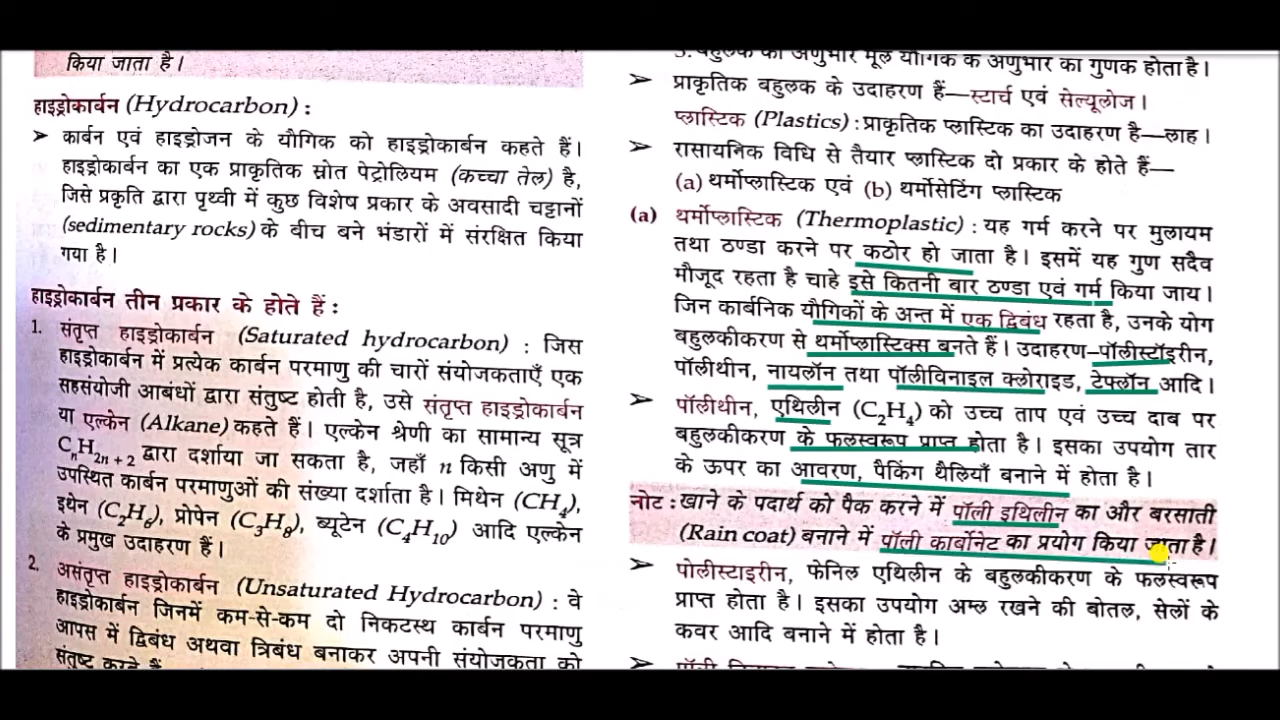 किया जाता है।
हाइड्रोकार्बन (Hydrocarbon) :
➤ कार्बन एवं हाइड्रोजन के यौगिक को हाइड्रोकार्बन कहते हैं।
हाइड्रोकार्बन का एक प्राकृतिक स्रोत पेट्रोलियम (कच्चा तेल) है,
जिसे प्रकृति द्वारा पृथ्वी में कुछ विशेष प्रकार के अवसादी चट्टानों
(sedimentary rocks) के बीच बने भंडारों में संरक्षित किया
गया है।
हाइड्रोकार्बन तीन प्रकार के होते हैं :
1. संतृप्त हाइड्रोकार्बन (Saturated hydrocarbon) : जिस
हाइड्रोकार्बन में प्रत्येक कार्बन परमाणु की चारों संयोजकताएँ एक
सहसंयोजी आबंधों द्वारा संतुष्ट होती है, उसे संतृप्त हाइड्रोकार्बन
या एल्केन (Alkane) कहते हैं। एल्केन श्रेणी का सामान्य सूत्र
CnH2n+2 द्वारा दर्शाया जा सकता है, जहाँ n किसी अणु में
उपस्थित कार्बन परमाणुओं की संख्या दर्शाता है। मिथेन (CH4),
इथेन (C2H6), प्रोपेन (C3H8), ब्यूटेन (C4H10) आदि एल्केन
के प्रमुख उदाहरण हैं।
2. असंतृप्त हाइड्रोकार्बन (Unsaturated Hydrocarbon) : वे
हाइड्रोकार्बन जिनमें कम-से-कम दो निकटस्थ कार्बन परमाणु
आपस में द्विबंध अथवा त्रिबंध बनाकर अपनी संयोजकता को
संतुष्ट करते हैं
3. बहुलक का अणुभार मूल यौगिक के अणुभार का गुणक होता है।
➤ प्राकृतिक बहुलक के उदाहरण हैं—स्टार्च एवं सेल्यूलोज।
प्लास्टिक (Plastics) : प्राकृतिक प्लास्टिक का उदाहरण है—लाह।
➤ रासायनिक विधि से तैयार प्लास्टिक दो प्रकार के होते हैं—
(a) थर्मोप्लास्टिक एवं (b) थर्मोसेटिंग प्लास्टिक
(a) थर्मोप्लास्टिक (Thermoplastic) : यह गर्म करने पर मुलायम
तथा ठण्डा करने पर कठोर हो जाता है। इसमें यह गुण सदैव
मौजूद रहता है चाहे इसे कितनी बार ठण्डा एवं गर्म किया जाय।
जिन कार्बनिक यौगिकों के अन्त में एक द्विबंध रहता है, उनके योग
बहुलकीकरण से थर्मोप्लास्टिक्स बनते हैं। उदाहरण–पॉलीस्टॉइरीन,
पॉलीथीन, नायलॉन तथा पॉलीविनाइल क्लोराइड, टेफ्लॉन आदि।
➤ पॉलीथीन, एथिलीन (C2H4) को उच्च ताप एवं उच्च दाब पर
बहुलकीकरण के फलस्वरूप प्राप्त होता है। इसका उपयोग तार
के ऊपर का आवरण, पैकिंग थैलियाँ बनाने में होता है।
नोट : खाने के पदार्थ को पैक करने में पॉली इथिलीन का और बरसाती
(Rain coat) बनाने में पॉली कार्बोनेट का प्रयोग किया जाता है।
➤ पोलीस्टाइरीन, फेनिल एथिलीन के बहुलकीकरण के फलस्वरूप
प्राप्त होता है। इसका उपयोग अम्ल रखने की बोतल, सेलों के
कवर आदि बनाने में होता है।